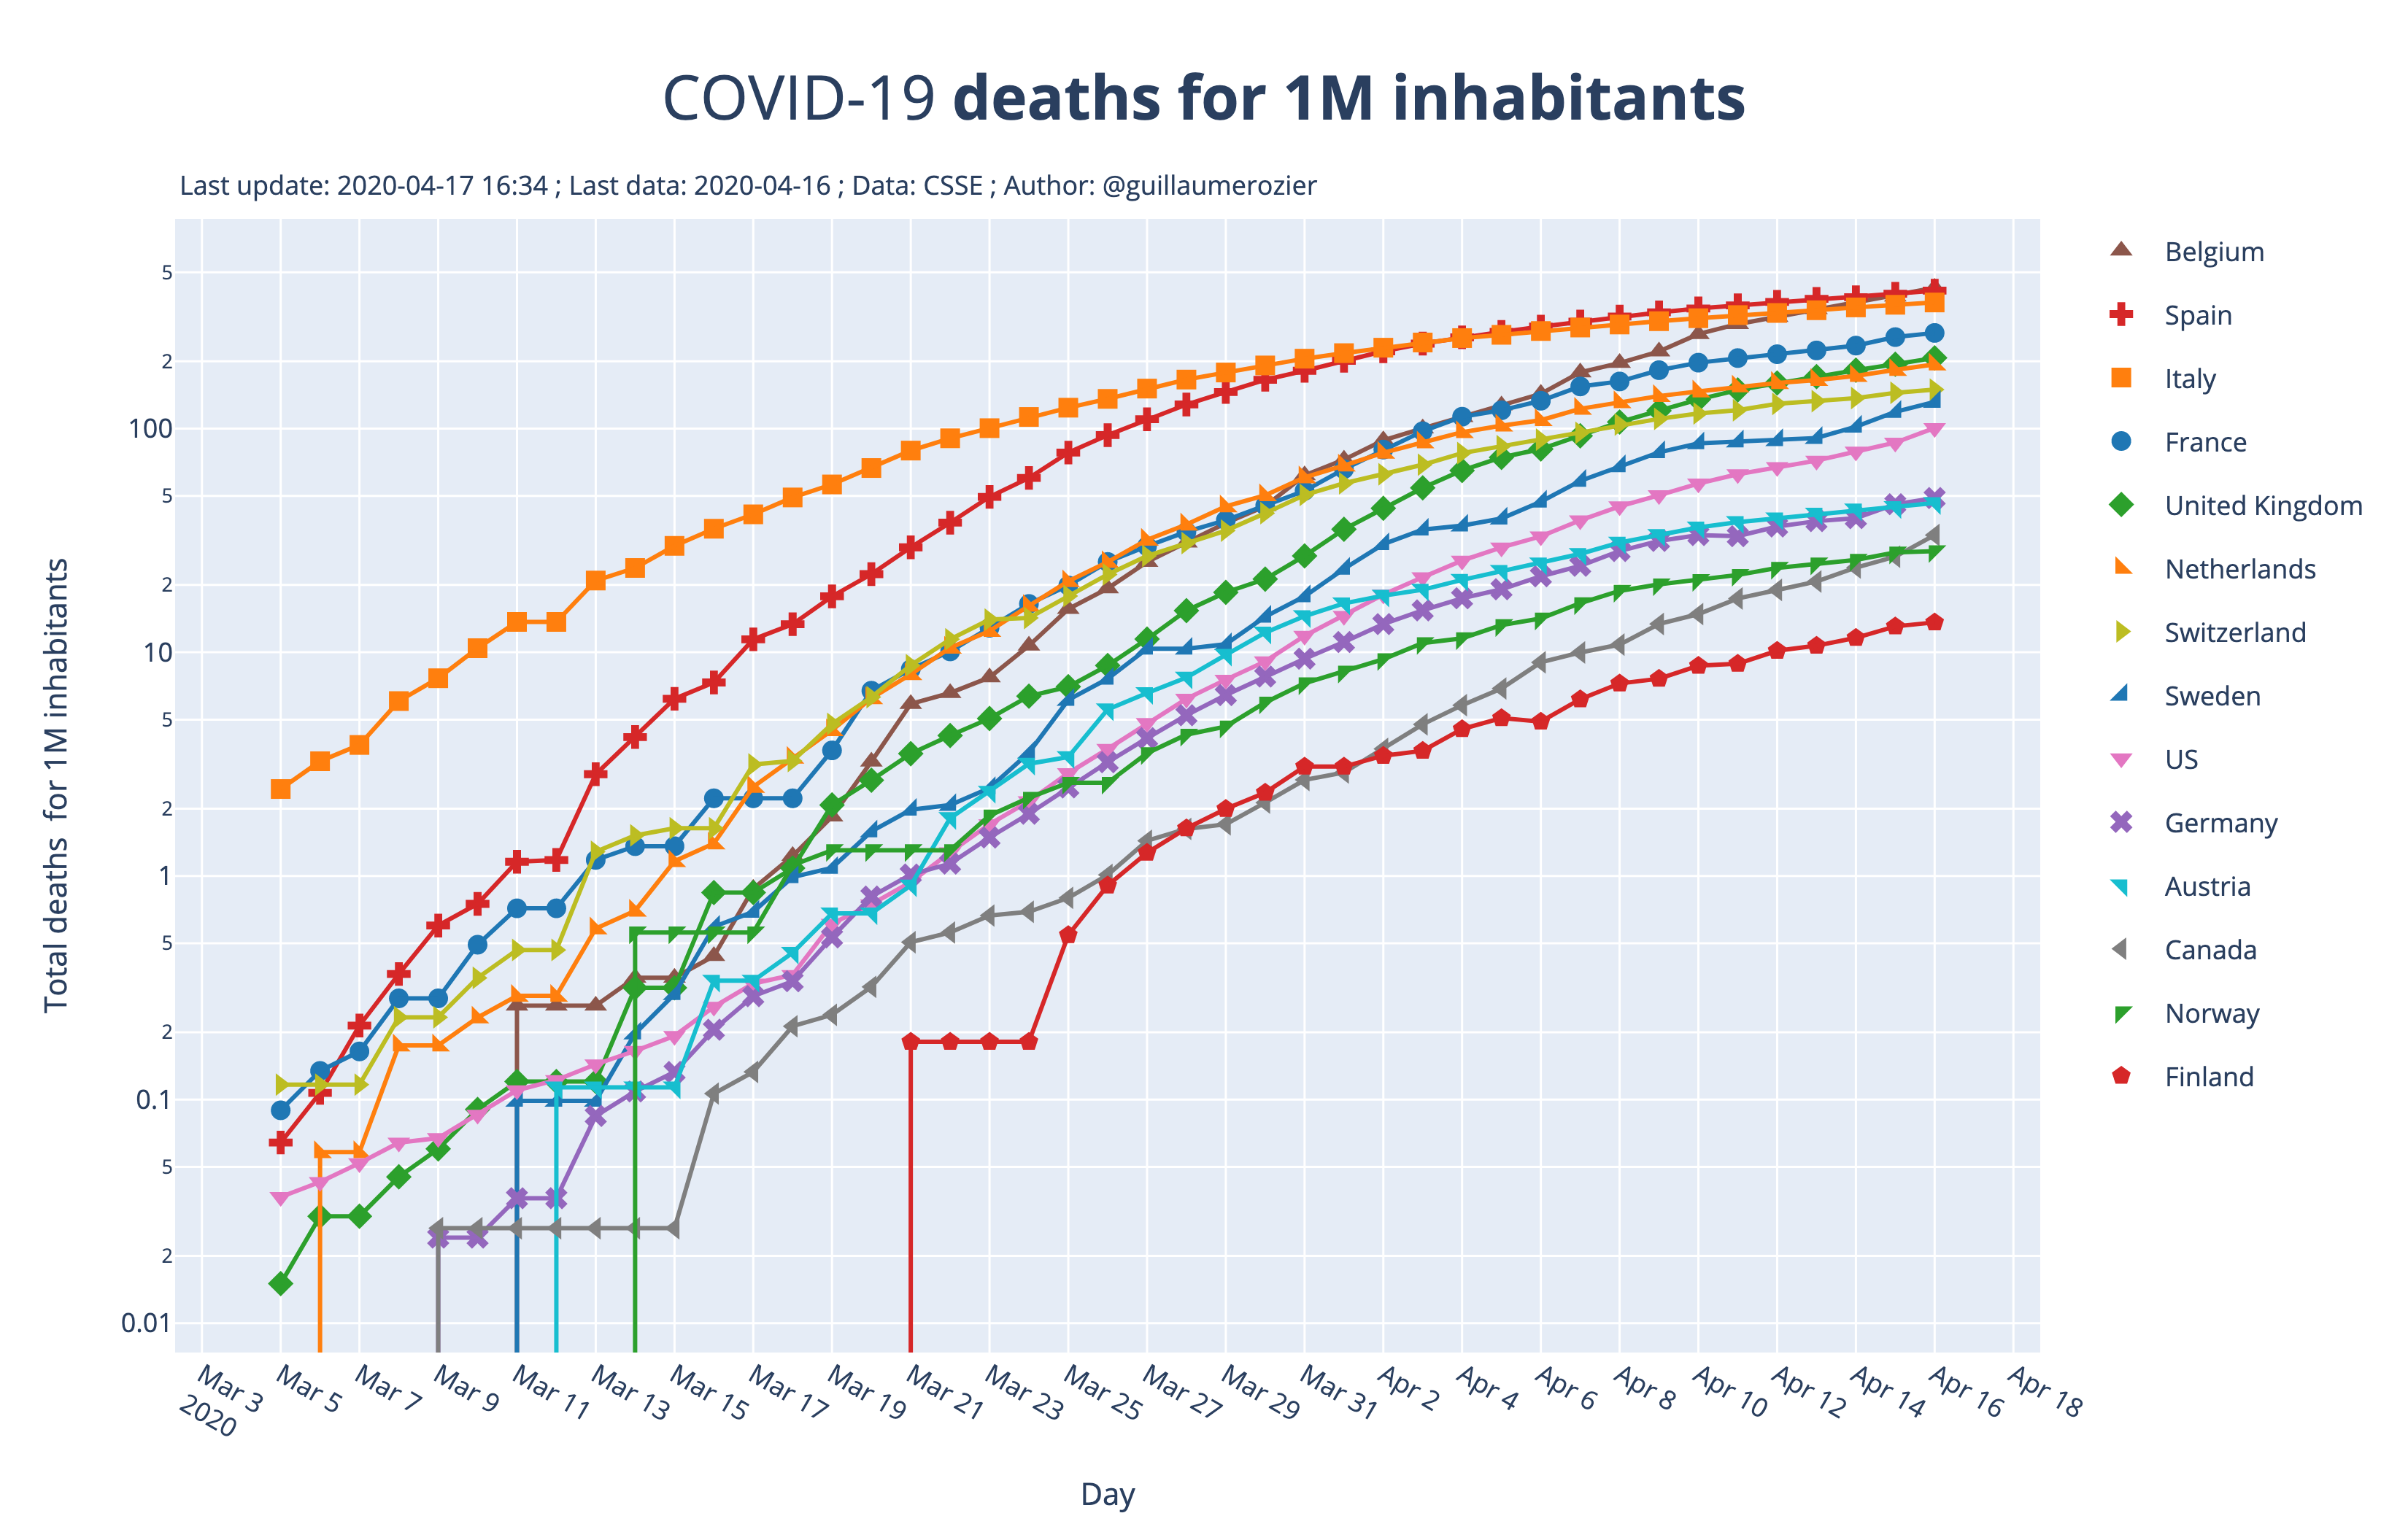 COVID-19 deaths for 1M inhabitants
Last update: 2020-04-17 16:34 ; Last data: 2020-04-16 ; Data: CSSE ; Author: @guillaumerozier
Total deaths for 1M inhabitants
5
2
100
5
2
10
5
2
1
5
2
0.1
5
2
0.01
Mar 3
2020
Mar 5
Mar 7
Mar 9
Mar 11
Mar 13
Mar 15
Mar 17
Mar 19
Mar 21
Mar 23
Mar 25
Mar 27
Mar 29
Mar 31
Apr 2
Apr 4
Apr 6
Apr 8
Apr 10
Apr 12
Apr 14
Apr 16
Apr 18
Day
Belgium
Spain
Italy
France
United Kingdom
Netherlands
Switzerland
Sweden
US
Germany
Austria
Canada
Norway
Finland